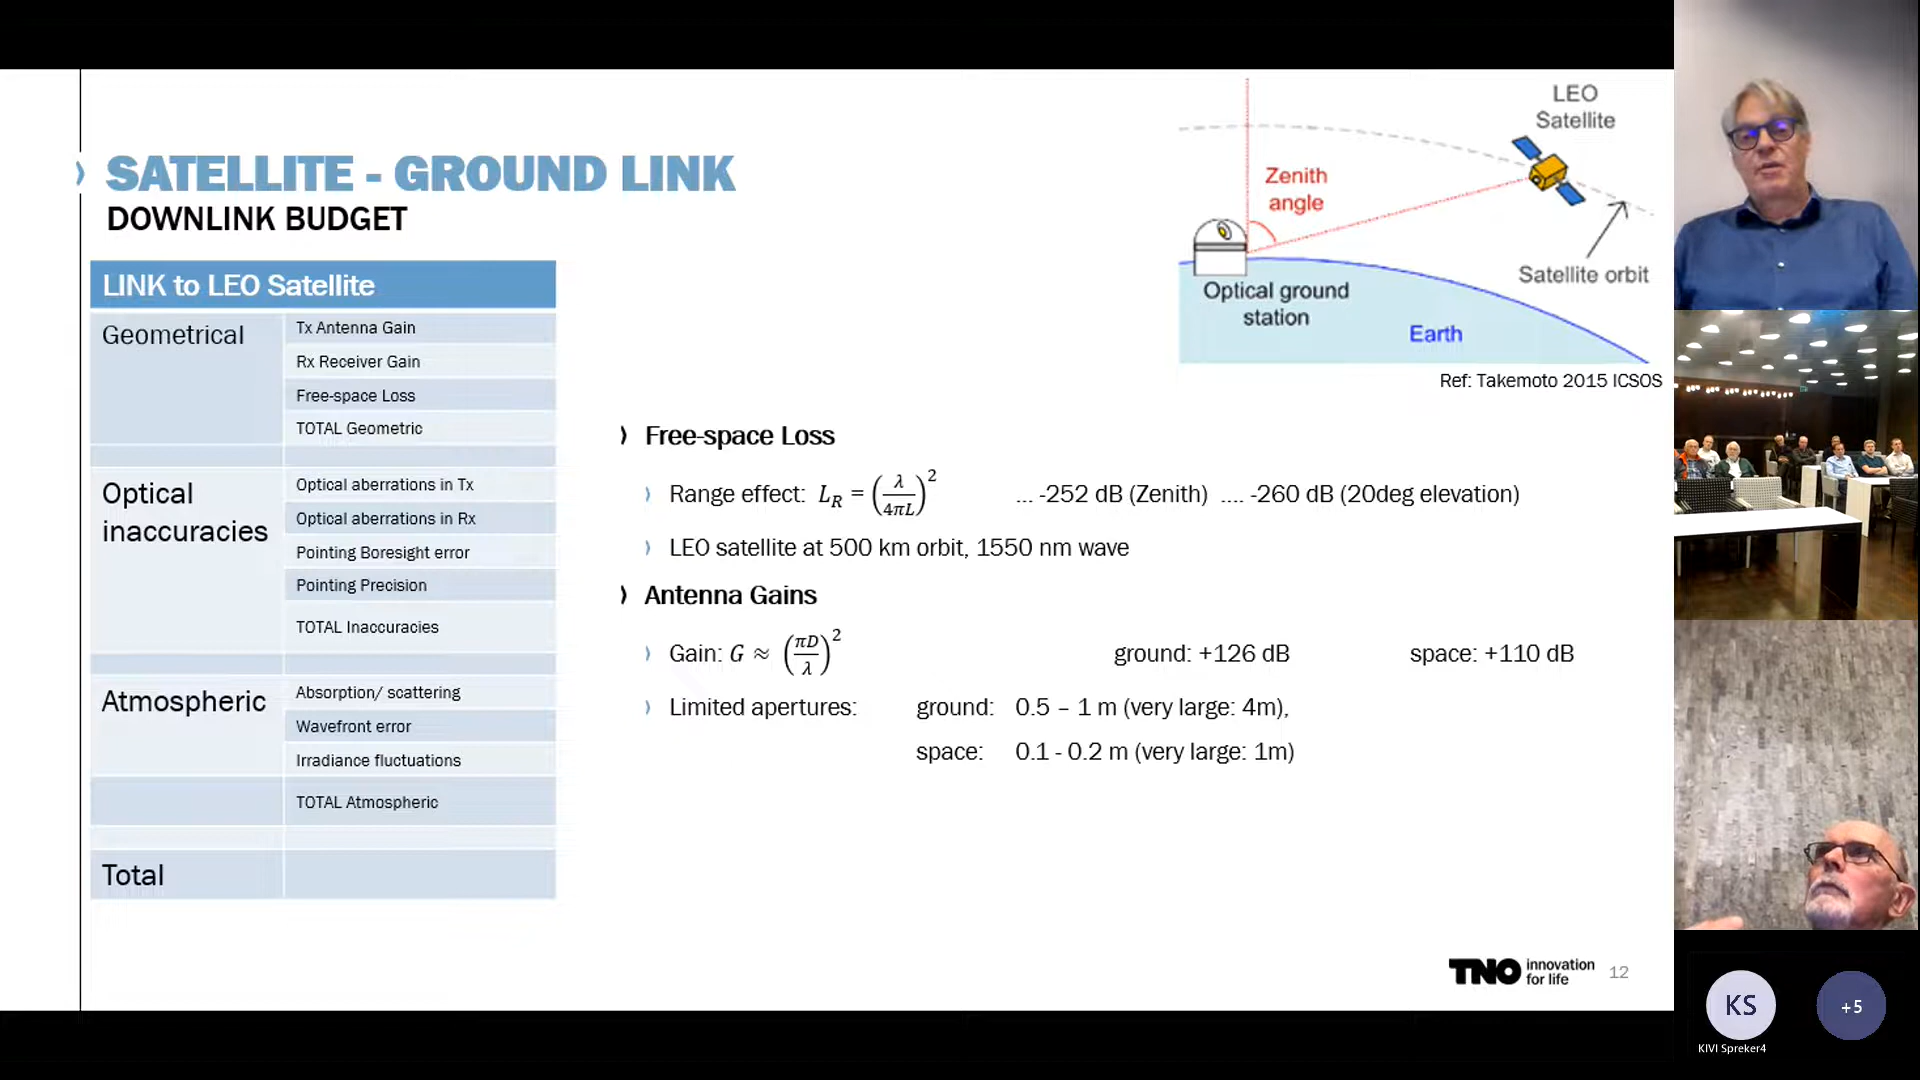 SATELLITE - GROUND LINK
DOWNLINK BUDGET
LINK to LEO Satellite
Geometrical
Tx Antenna Gain
Rx Receiver Gain
Free-space Loss
TOTAL Geometric
Optical
inaccuracies
Optical aberrations in Tx
Optical aberrations in Rx
Pointing Boresight error
Pointing Precision
TOTAL Inaccuracies
Atmospheric
Absorption/ scattering
Wavefront error
Irradiance fluctuations
TOTAL Atmospheric
Total
LEO
Satellite
Zenith
angle
Satellite orbit
Optical ground
station
Earth
Ref: Takemoto 2015 ICSOS
Free-space Loss
Range effect: L_R = (λ/4πL)² ... -252 dB (Zenith) .... -260 dB (20deg elevation)
LEO satellite at 500 km orbit, 1550 nm wave
Antenna Gains
Gain: G ≈ (πD/λ)² ground: +126 dB space: +110 dB
Limited apertures: ground: 0.5 – 1 m (very large: 4m),
space: 0.1 - 0.2 m (very large: 1m)
TNO innovation
for life
12
KS
+5
KIVI Spreker4